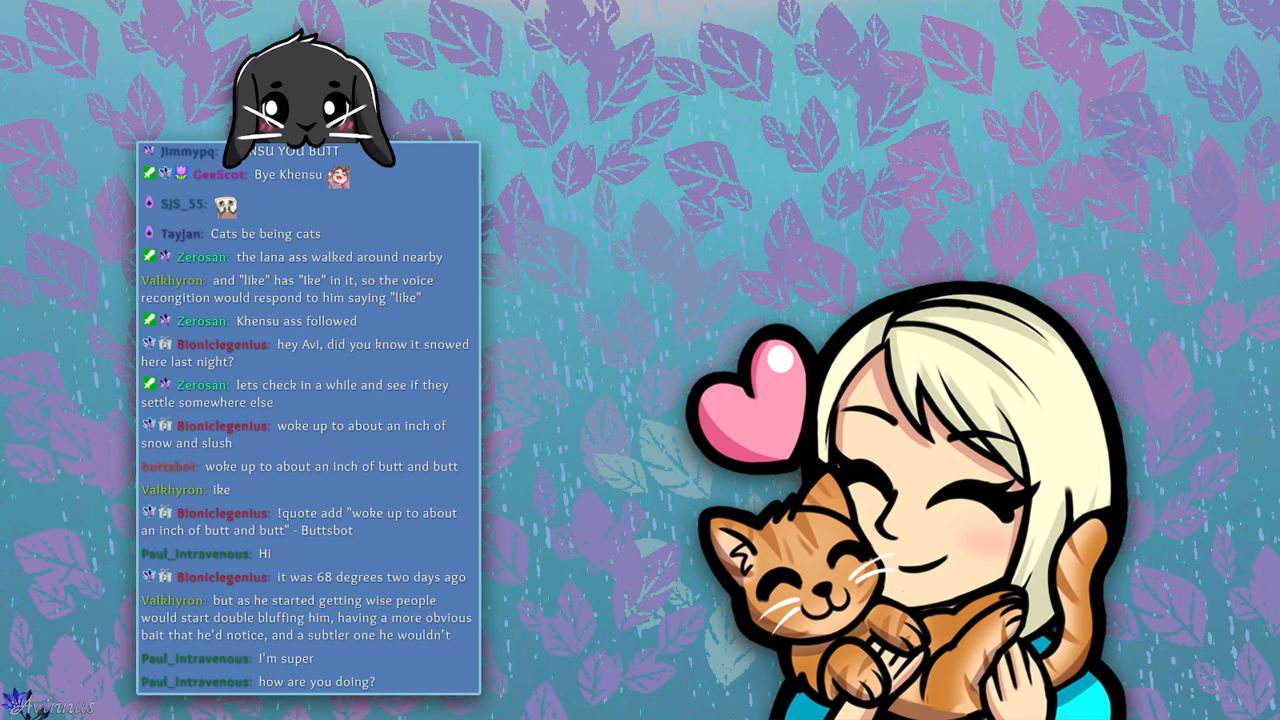 Jimmypq: NSU YOU BUTT
GeeScot: Bye Khensu
SJS_55:
Tayjan: Cats be being cats
Zerosan: the lana ass walked around nearby
Valkhyron: and "like" has "Ike" in it, so the voice
recongition would respond to him saying "like"
Zerosan: Khensu ass followed
Bioniclegenius: hey Avi, did you know it snowed
here last night?
Zerosan: lets check in a while and see if they
settle somewhere else
Bioniclegenius: woke up to about an inch of
snow and slush
buttsbot: woke up to about an inch of butt and butt
Valkhyron: ike
Bioniclegenius: !quote add "woke up to about
an inch of butt and butt" - Buttsbot
Paul_Intravenous: Hi
Bioniclegenius: it was 68 degrees two days ago
Valkhyron: but as he started getting wise people
would start double bluffing him, having a more obvious
bait that he'd notice, and a subtler one he wouldn't
Paul_Intravenous: I'm super
Paul_Intravenous: how are you doing?
Avinnus